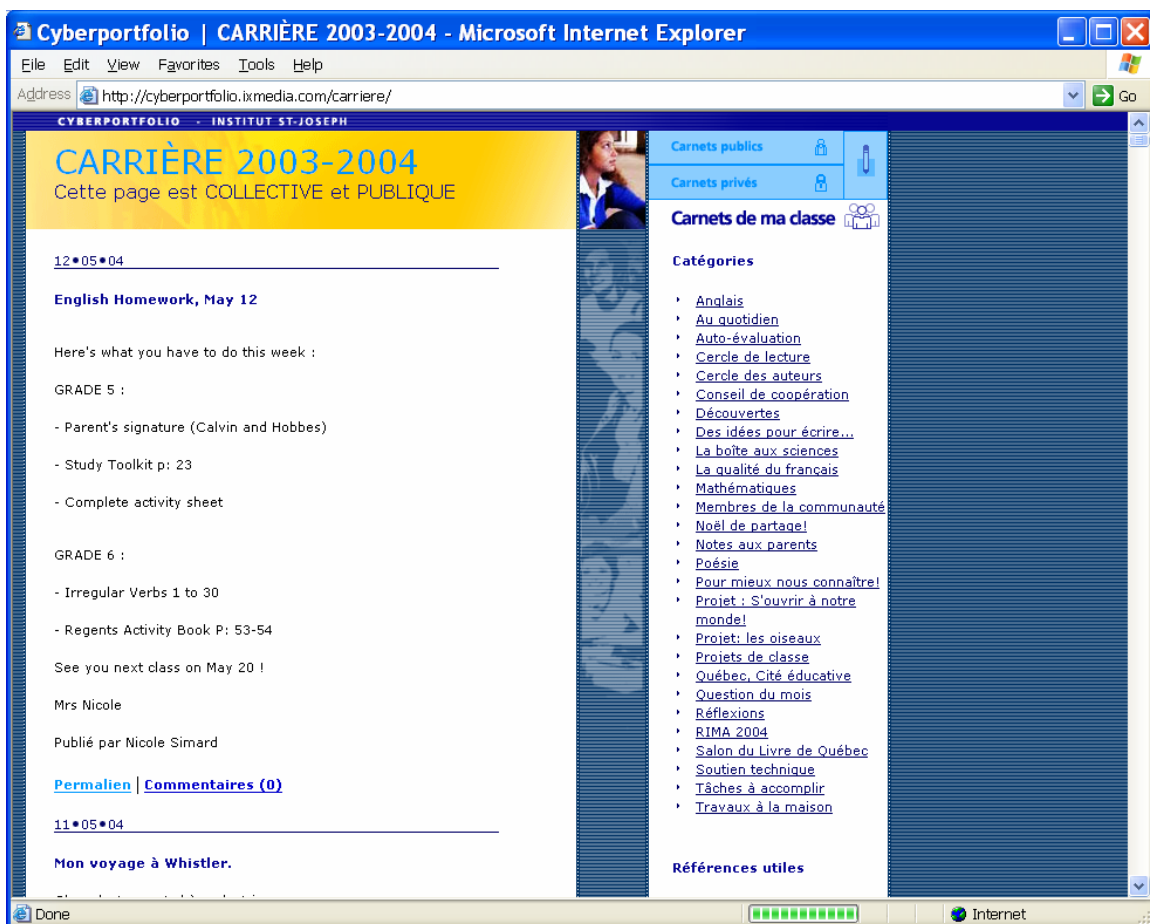 Cyberportfolio | CARRIÈRE 2003-2004 - Microsoft Internet Explorer
File Edit View Favorites Tools Help
Address http://cyberportfolio.ixmedia.com/carriere/ Go
CYBERPORTFOLIO - INSTITUT ST-JOSEPH
CARRIÈRE 2003-2004
Cette page est COLLECTIVE et PUBLIQUE
12•05•04
English Homework, May 12
Here's what you have to do this week :
GRADE 5 :
- Parent's signature (Calvin and Hobbes)
- Study Toolkit p: 23
- Complete activity sheet
GRADE 6 :
- Irregular Verbs 1 to 30
- Regents Activity Book P: 53-54
See you next class on May 20 !
Mrs Nicole
Publié par Nicole Simard
Permalien | Commentaires (0)
11•05•04
Mon voyage à Whistler.
Carnets publics
Carnets privés
Carnets de ma classe
Catégories
Anglais
Au quotidien
Auto-évaluation
Cercle de lecture
Cercle des auteurs
Conseil de coopération
Découvertes
Des idées pour écrire...
La boîte aux sciences
La qualité du français
Mathématiques
Membres de la communauté
Noël de partage!
Notes aux parents
Poésie
Pour mieux nous connaître!
Projet : S'ouvrir à notre
monde!
Projet: les oiseaux
Projets de classe
Québec, Cité éducative
Question du mois
Réflexions
RIMA 2004
Salon du Livre de Québec
Soutien technique
Tâches à accomplir
Travaux à la maison
Références utiles
Done
Internet